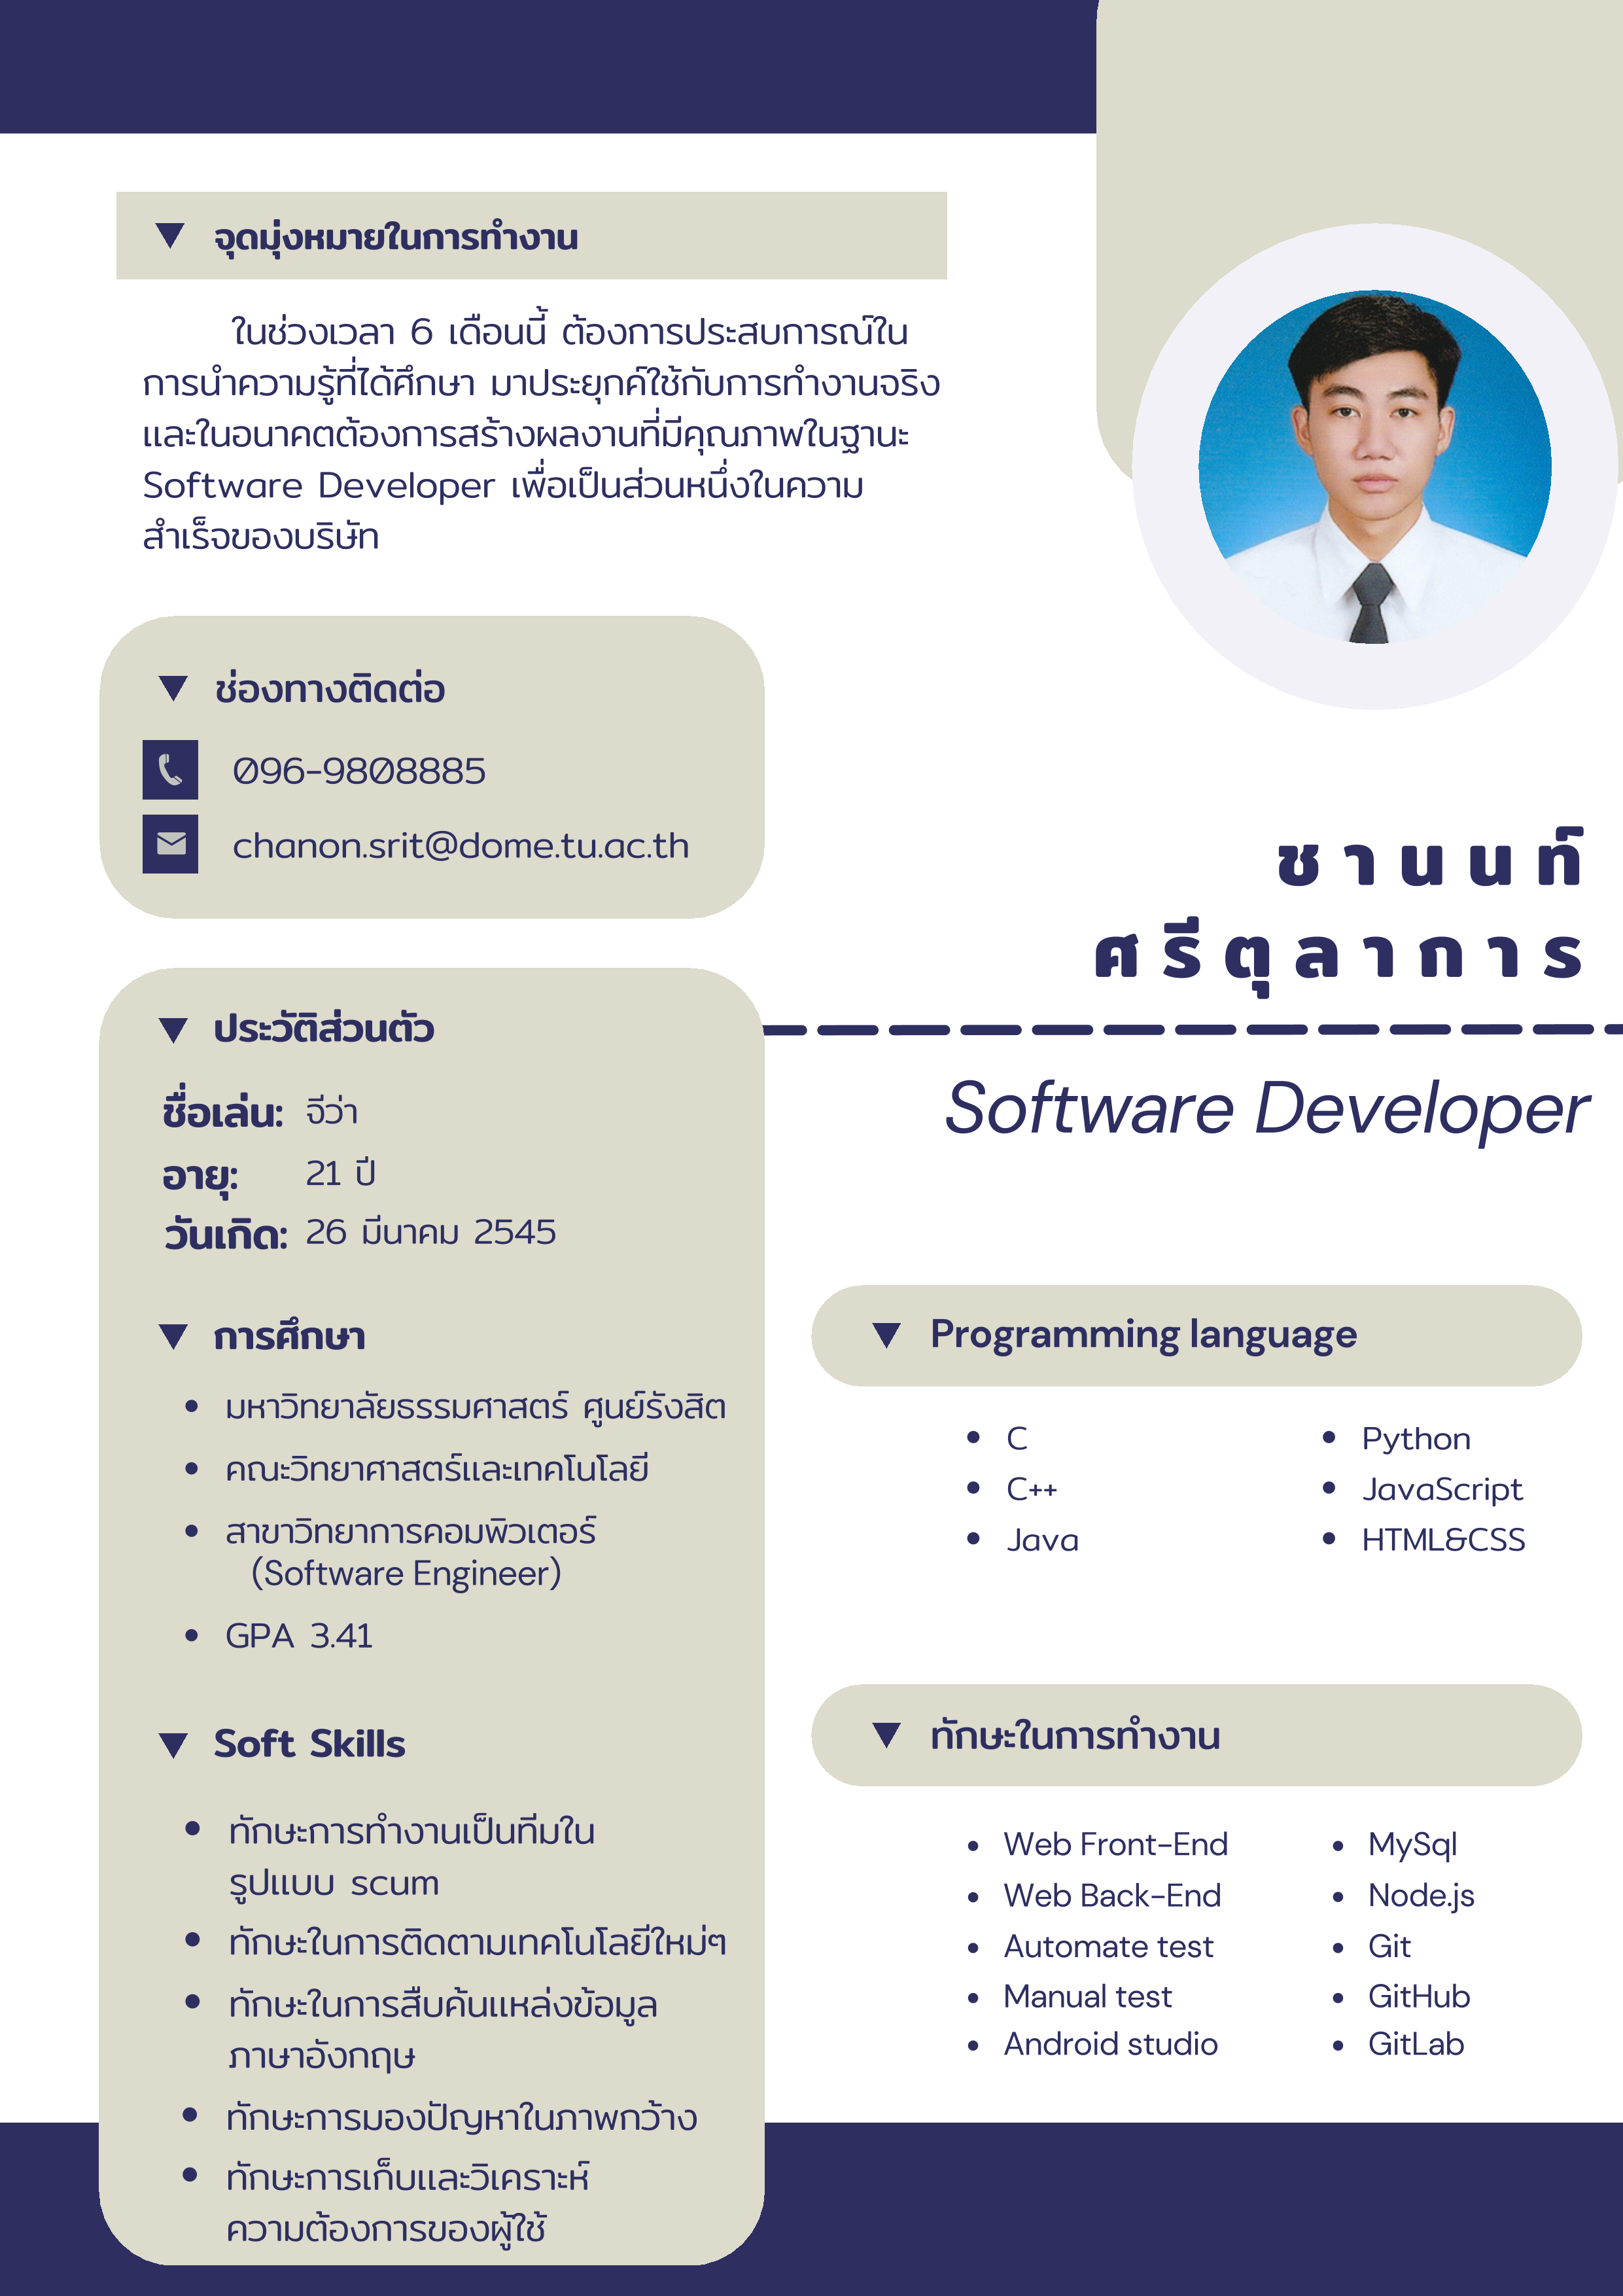 จุดมุ่งหมายในการทำงาน
ในช่วงเวลา 6 เดือนนี้ ต้องการประสบการณ์ใน
การนำความรู้ที่ได้ศึกษา มาประยุกค์ใช้กับการทำงานจริง
และในอนาคตต้องการสร้างผลงานที่มีคุณภาพในฐานะ
Software Developer เพื่อเป็นส่วนหนึ่งในความ
สำเร็จของบริษัท
ช่องทางติดต่อ
096-9808885
chanon.srit@dome.tu.ac.th
ชานนท์
ศรีตุลาการ
Software Developer
ประวัติส่วนตัว
ชื่อเล่น: จีว่า
อายุ: 21 ปี
วันเกิด: 26 มีนาคม 2545
การศึกษา
• มหาวิทยาลัยธรรมศาสตร์ ศูนย์รังสิต
• คณะวิทยาศาสตร์และเทคโนโลยี
• สาขาวิทยาการคอมพิวเตอร์
(Software Engineer)
• GPA 3.41
Soft Skills
• ทักษะการทำงานเป็นทีมใน
รูปแบบ scum
• ทักษะในการติดตามเทคโนโลยีใหม่ๆ
• ทักษะในการสืบค้นแหล่งข้อมูล
ภาษาอังกฤษ
• ทักษะการมองปัญหาในภาพกว้าง
• ทักษะการเก็บและวิเคราะห์
ความต้องการของผู้ใช้
Programming language
• C
• C++
• Java
• Python
• JavaScript
• HTML&CSS
ทักษะในการทำงาน
• Web Front-End
• Web Back-End
• Automate test
• Manual test
• Android studio
• MySql
• Node.js
• Git
• GitHub
• GitLab